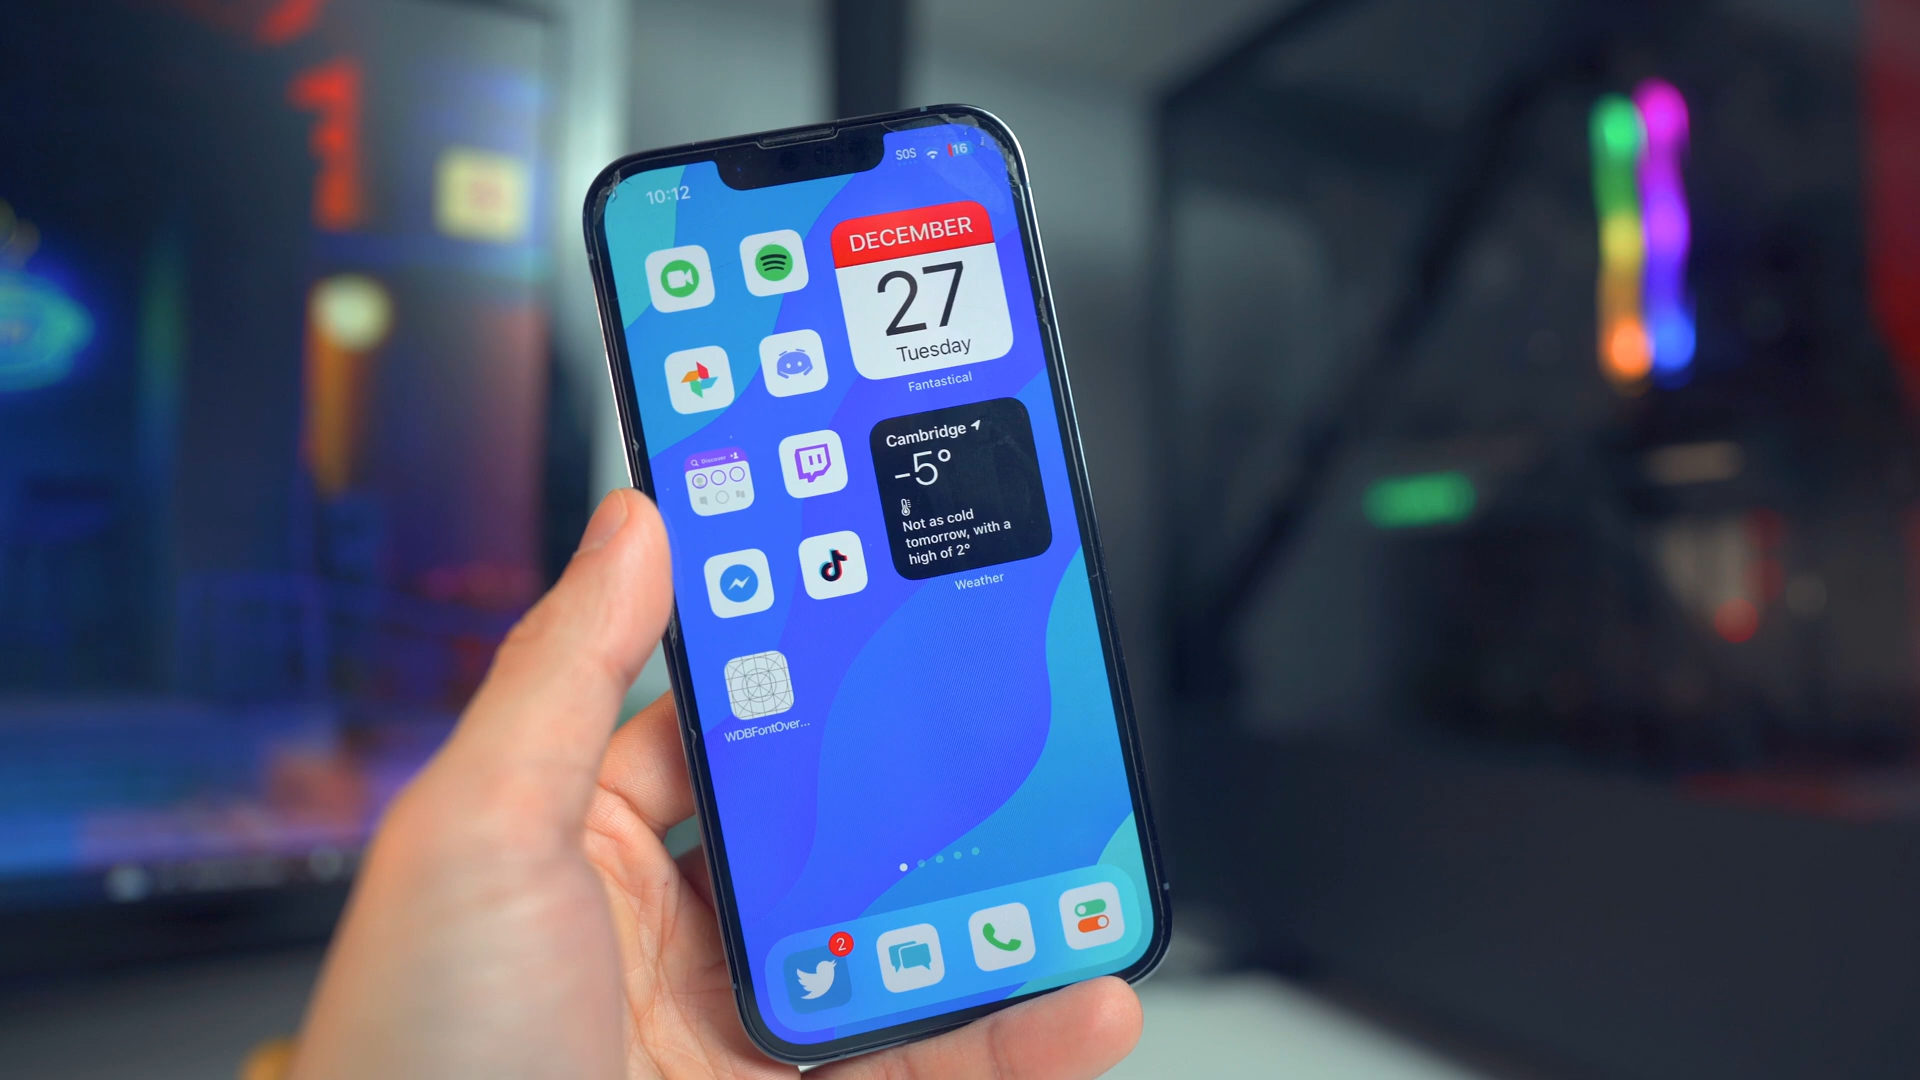 10:12
SOS
16
DECEMBER
27
Tuesday
Fantastical
Discover
Cambridge
-5°
Not as cold
tomorrow, with a
high of 2°
Weather
WDBFontOver...
2